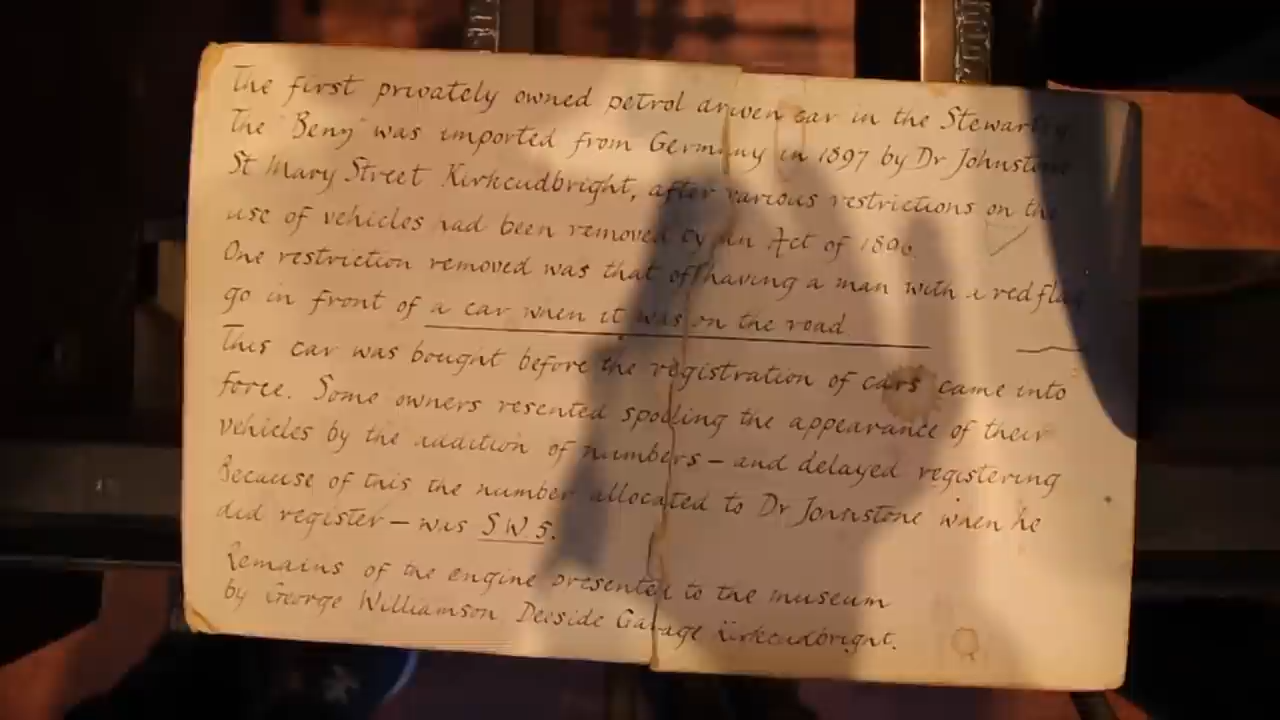 The first privately owned petrol driven car in the Stewartry
The "Benz" was imported from Germany in 1897 by Dr Johnstone
St Mary Street Kirkcudbright, after various restrictions on the
use of vehicles had been removed by an Act of 1896.
One restriction removed was that of having a man with a red flag
go in front of a car when it was on the road
This car was bought before the registration of cars came into
force. Some owners resented spoiling the appearance of their
vehicles by the addition of numbers – and delayed registering
Because of this the number allocated to Dr Johnstone when he
did register – was S.W.5.
Remains of the engine presented to the museum
by George Williamson Deeside Garage Kirkcudbright.